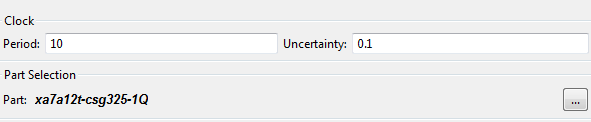 Clock
Period: 10 Uncertainty: 0.1
Part Selection
Part: xa7a12t-csg325-1Q ...